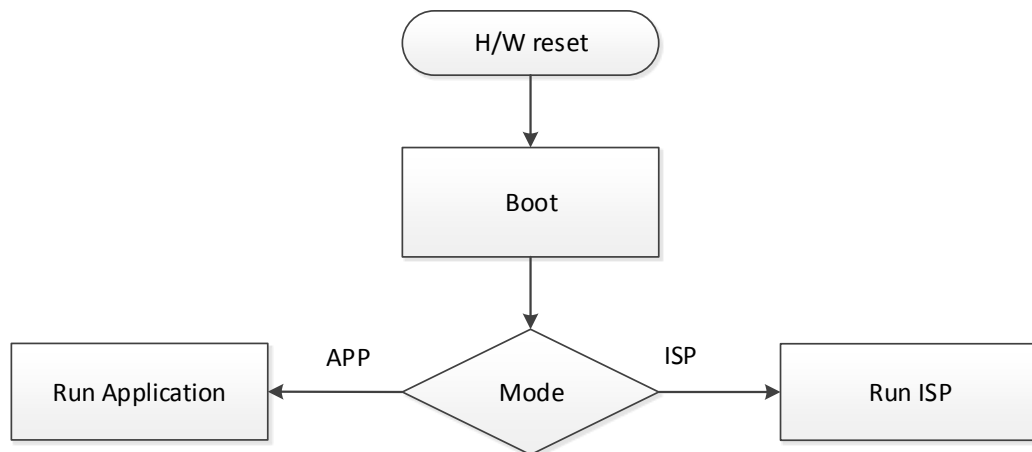 H/W reset
Boot
APP
ISP
Run Application
Mode
Run ISP